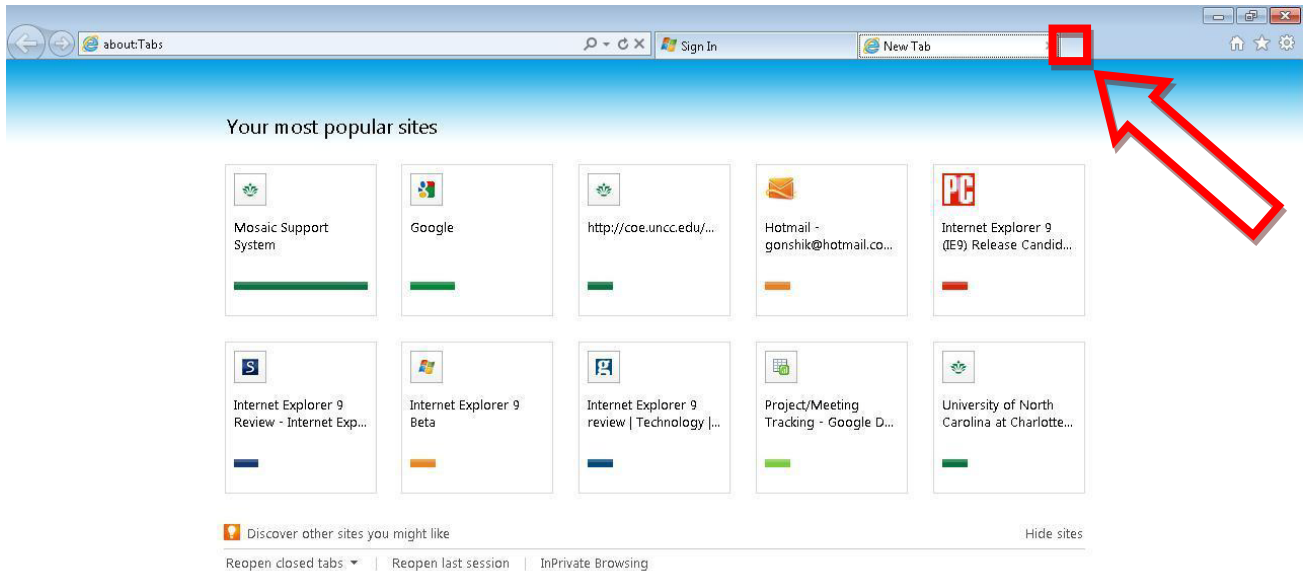 about:Tabs
Sign In
New Tab
Your most popular sites
Mosaic Support
System
Google
http://coe.uncc.edu/...
Hotmail -
gonshik@hotmail.co...
PC
Internet Explorer 9
(IE9) Release Candid...
S
Internet Explorer 9
Review - Internet Exp...
Internet Explorer 9
Beta
g
Internet Explorer 9
review | Technology |...
Project/Meeting
Tracking - Google D...
University of North
Carolina at Charlotte...
Discover other sites you might like
Hide sites
Reopen closed tabs
Reopen last session
InPrivate Browsing